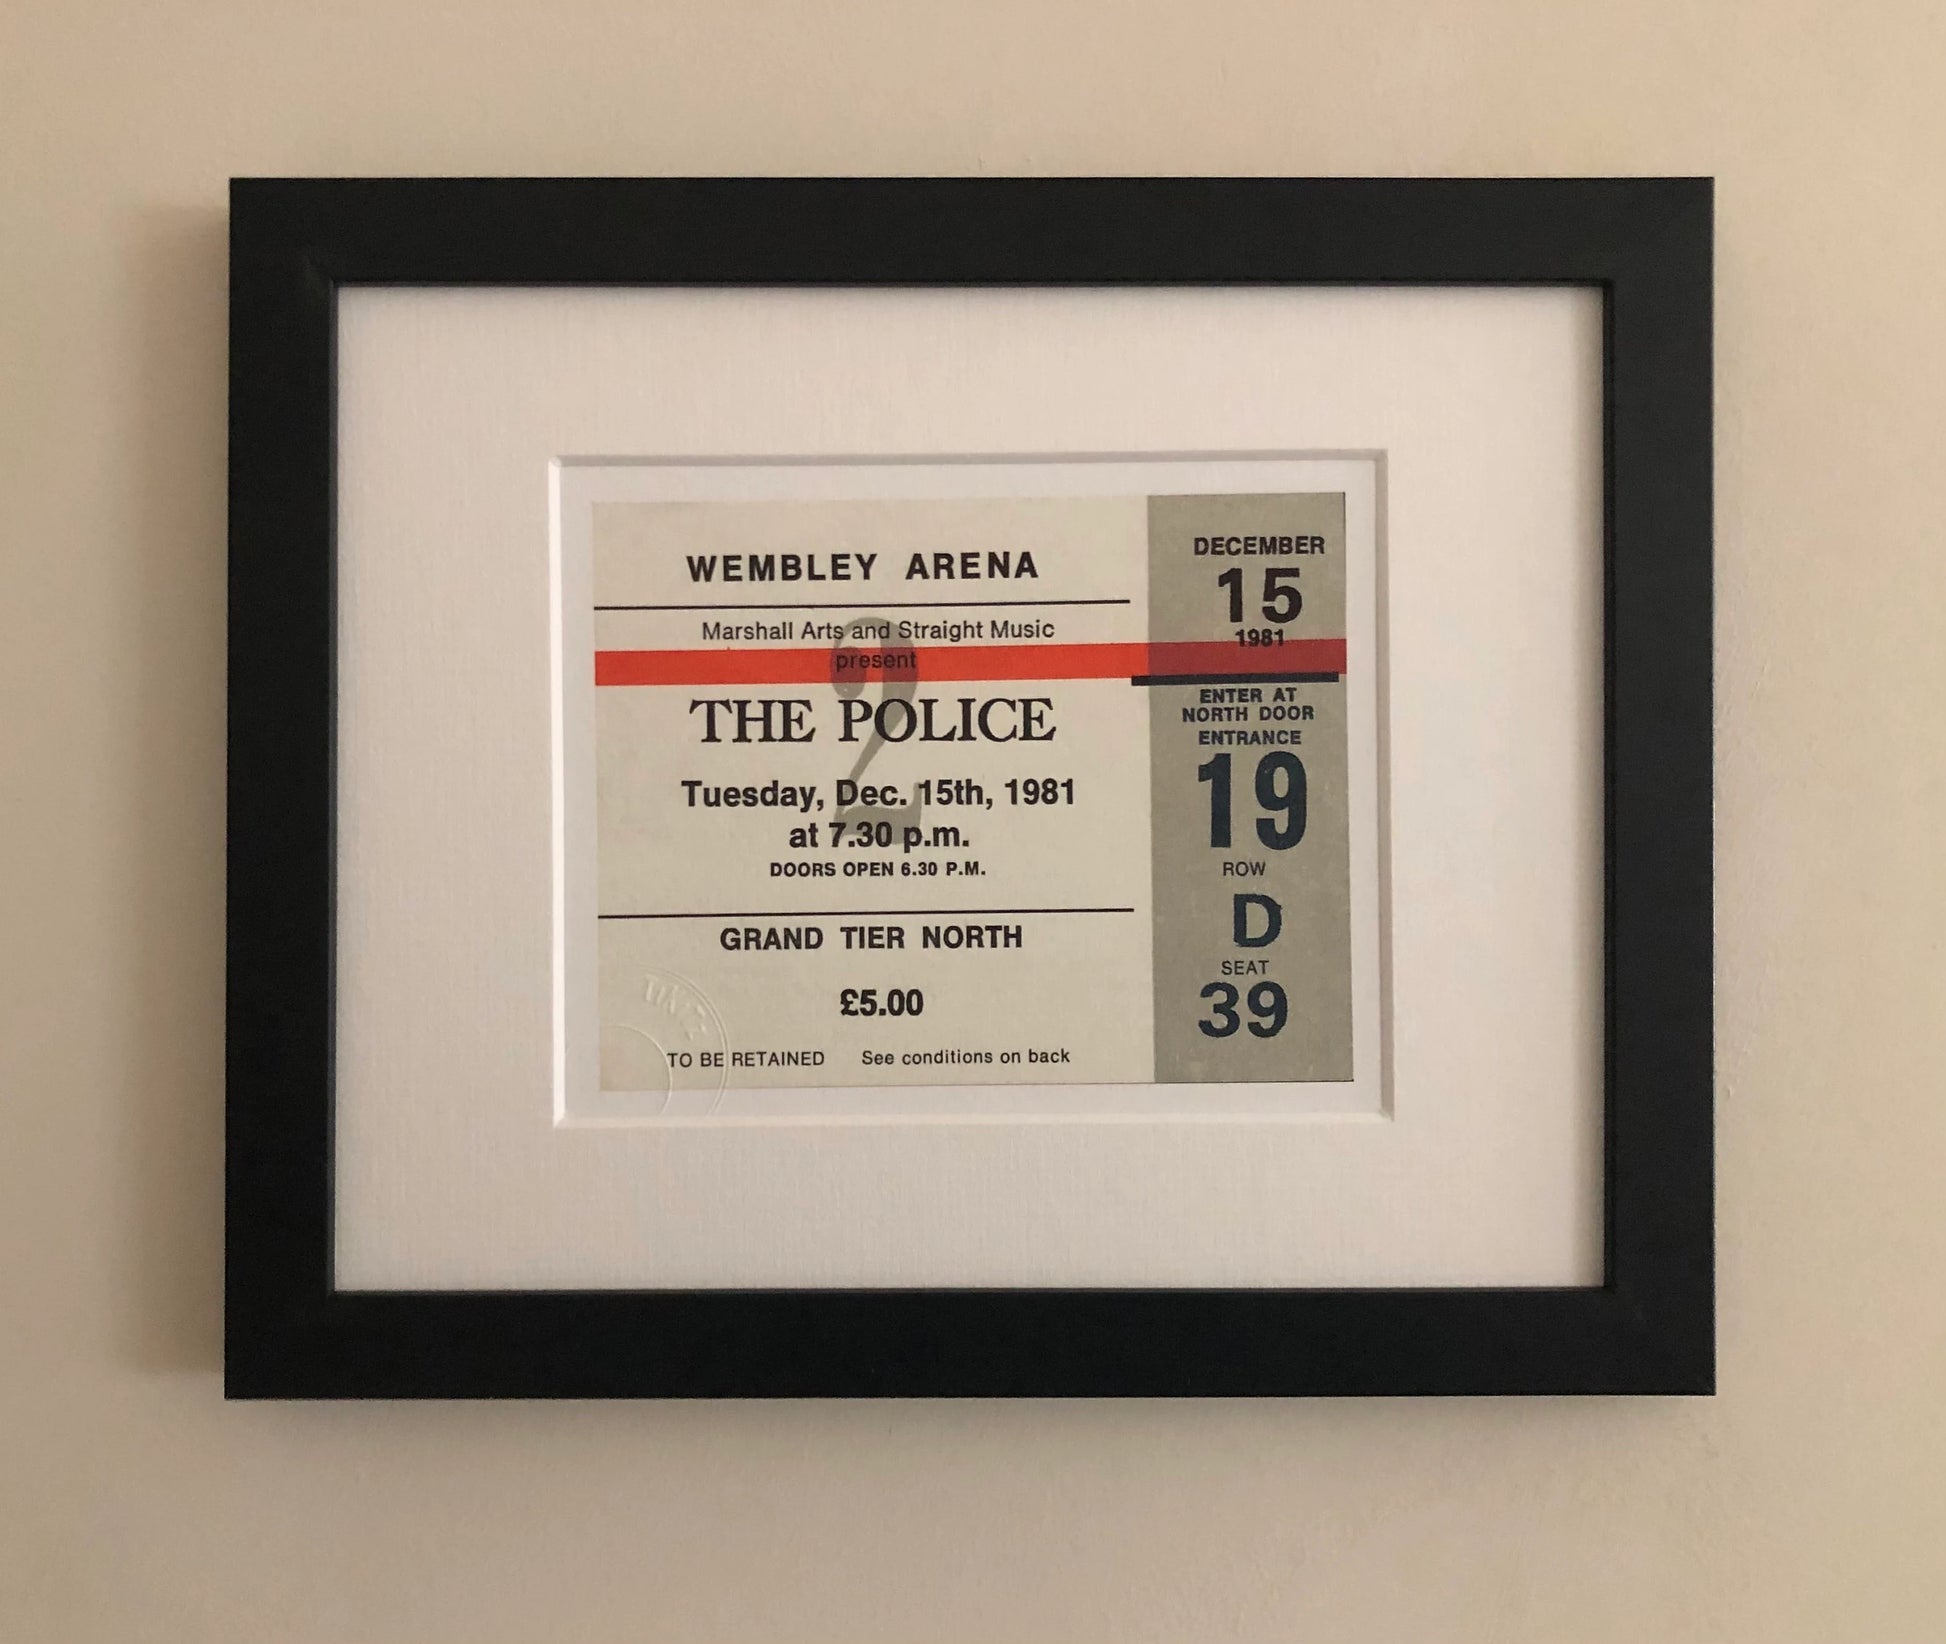 WEMBLEY ARENA
Marshall Arts and Straight Music
present
2
THE POLICE
Tuesday, Dec. 15th, 1981
at 7.30 p.m.
DOORS OPEN 6.30 P.M.
GRAND TIER NORTH
£5.00
TO BE RETAINED See conditions on back
DECEMBER
15
1981
ENTER AT
NORTH DOOR
ENTRANCE
19
ROW
D
SEAT
39